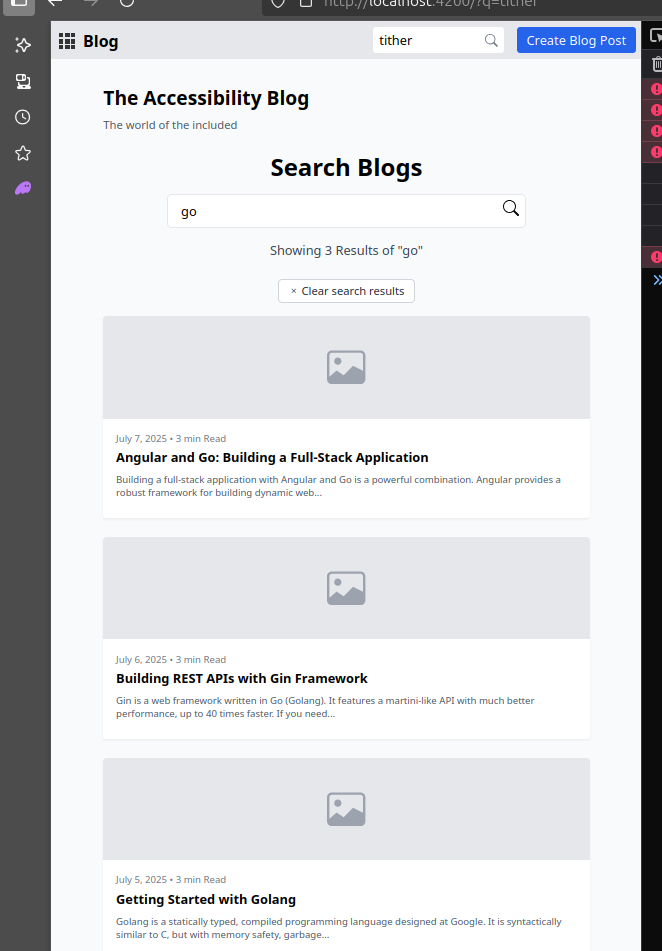 http://localhost:4200/?q=tither
Blog
tither
Create Blog Post
The Accessibility Blog
The world of the included
Search Blogs
go
Showing 3 Results of "go"
× Clear search results
July 7, 2025 • 3 min Read
Angular and Go: Building a Full-Stack Application
Building a full-stack application with Angular and Go is a powerful combination. Angular provides a
robust framework for building dynamic web...
July 6, 2025 • 3 min Read
Building REST APIs with Gin Framework
Gin is a web framework written in Go (Golang). It features a martini-like API with much better
performance, up to 40 times faster. If you need...
July 5, 2025 • 3 min Read
Getting Started with Golang
Golang is a statically typed, compiled programming language designed at Google. It is syntactically
similar to C, but with memory safety, garbage...